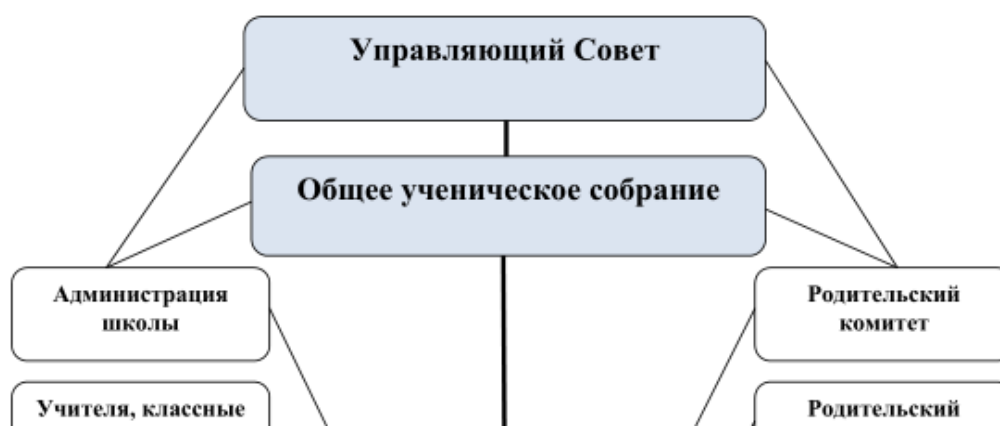 Управляющий Совет
Общее ученическое собрание
Администрация
школы
Родительский
комитет
Учителя, классные
Родительский